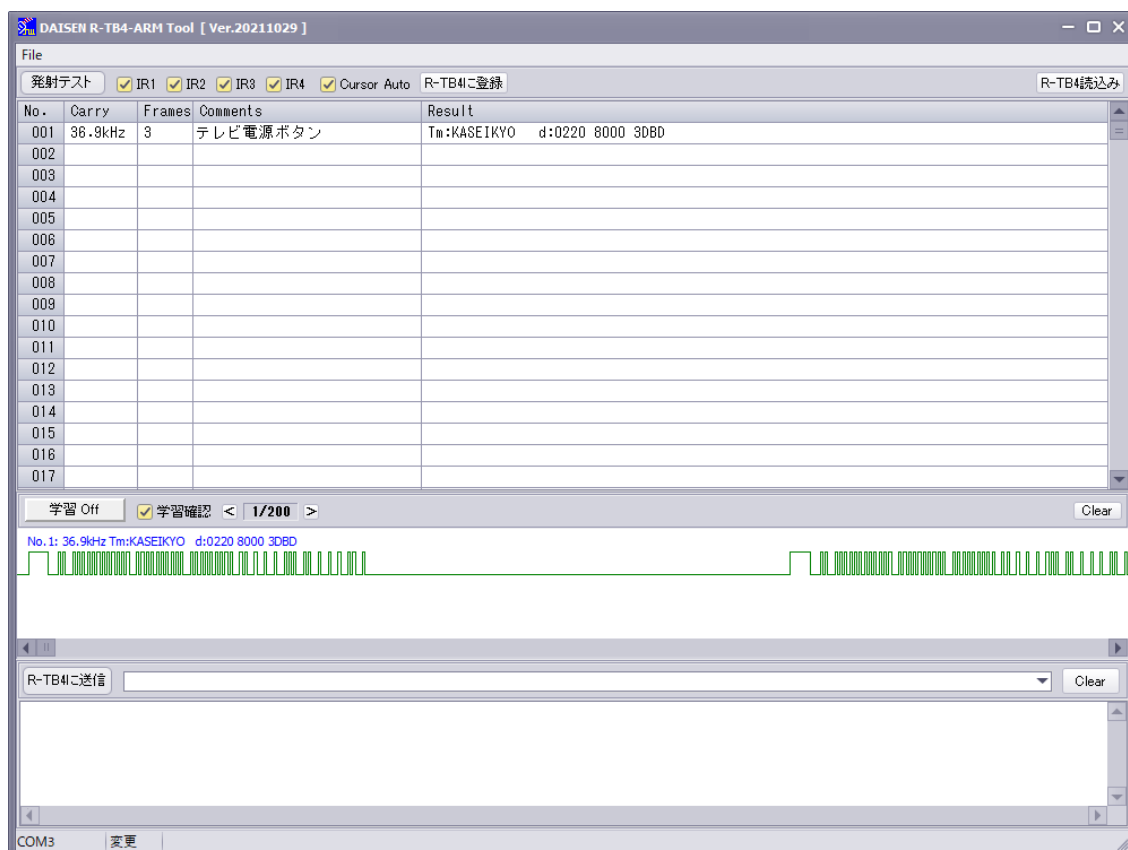 DAISEN R-TB4-ARM Tool [ Ver.20211029 ]
File
発射テスト IR1 IR2 IR3 IR4 Cursor Auto R-TB4に登録 R-TB4読込み
No. Carry Frames Comments Result
001 36.9kHz 3 テレビ電源ボタン Tm:KASEIKYO d:0220 8000 3DBD
002
003
004
005
006
007
008
009
010
011
012
013
014
015
016
017
学習 Off 学習確認 < 1/200 > Clear
No.1: 36.9kHz Tm:KASEIKYO d:0220 8000 3DBD
R-TB4に送信 Clear
COM3 変更